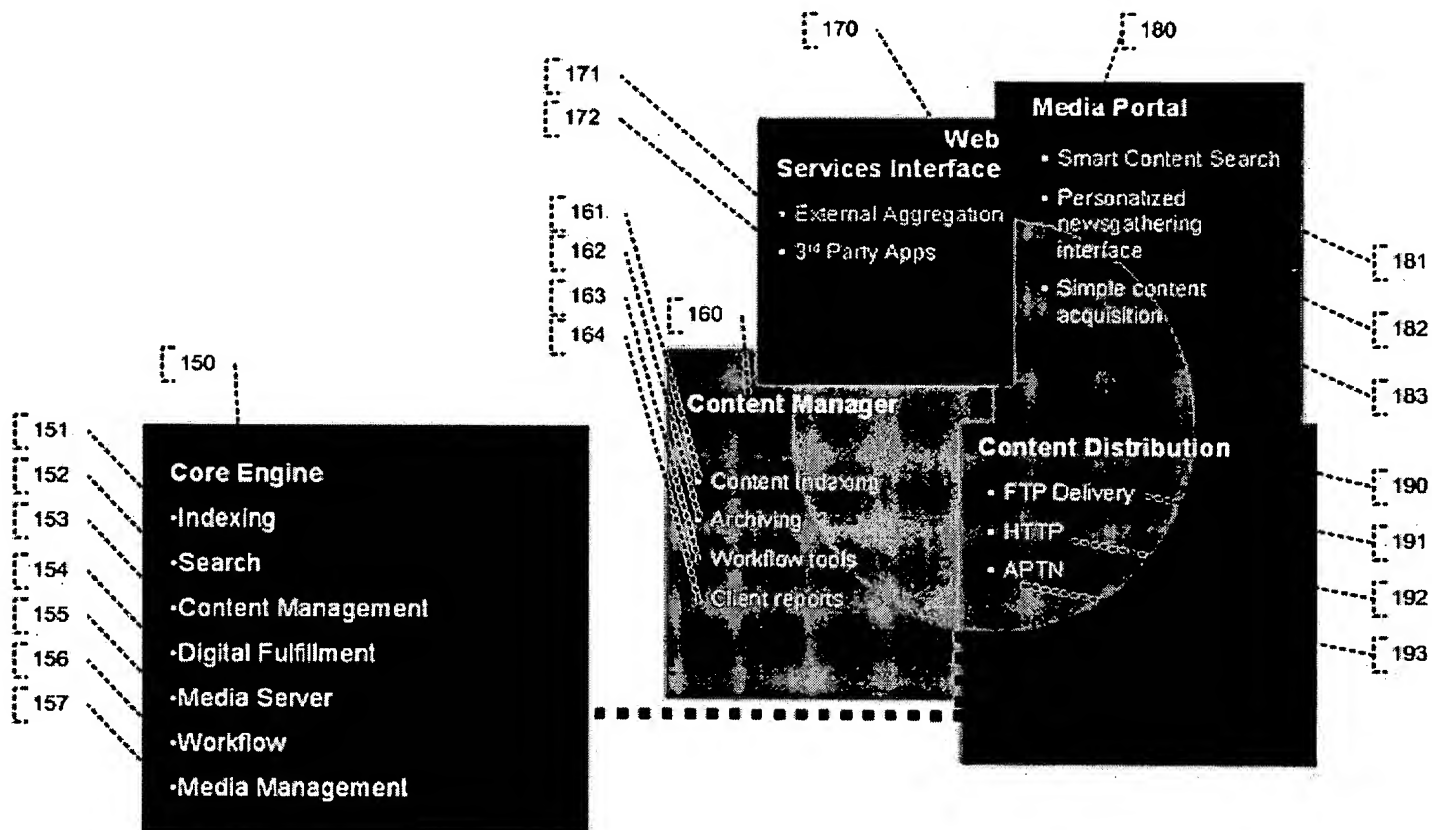 170
180
171
172
Media Portal
▪ Smart Content Search
▪ Personalized
newsgathering
interface
▪ Simple content
acquisition
Web
Services Interface
▪ External Aggregation
▪ 3rd Party Apps
161
162
163
164
160
181
182
183
Content Manager
▪ Content Indexing
▪ Archiving
▪ Workflow tools
▪ Client reports
Content Distribution
▪ FTP Delivery
▪ HTTP
▪ APTN
190
191
192
193
150
151
152
153
154
155
156
157
Core Engine
•Indexing
•Search
•Content Management
•Digital Fulfillment
•Media Server
•Workflow
•Media Management